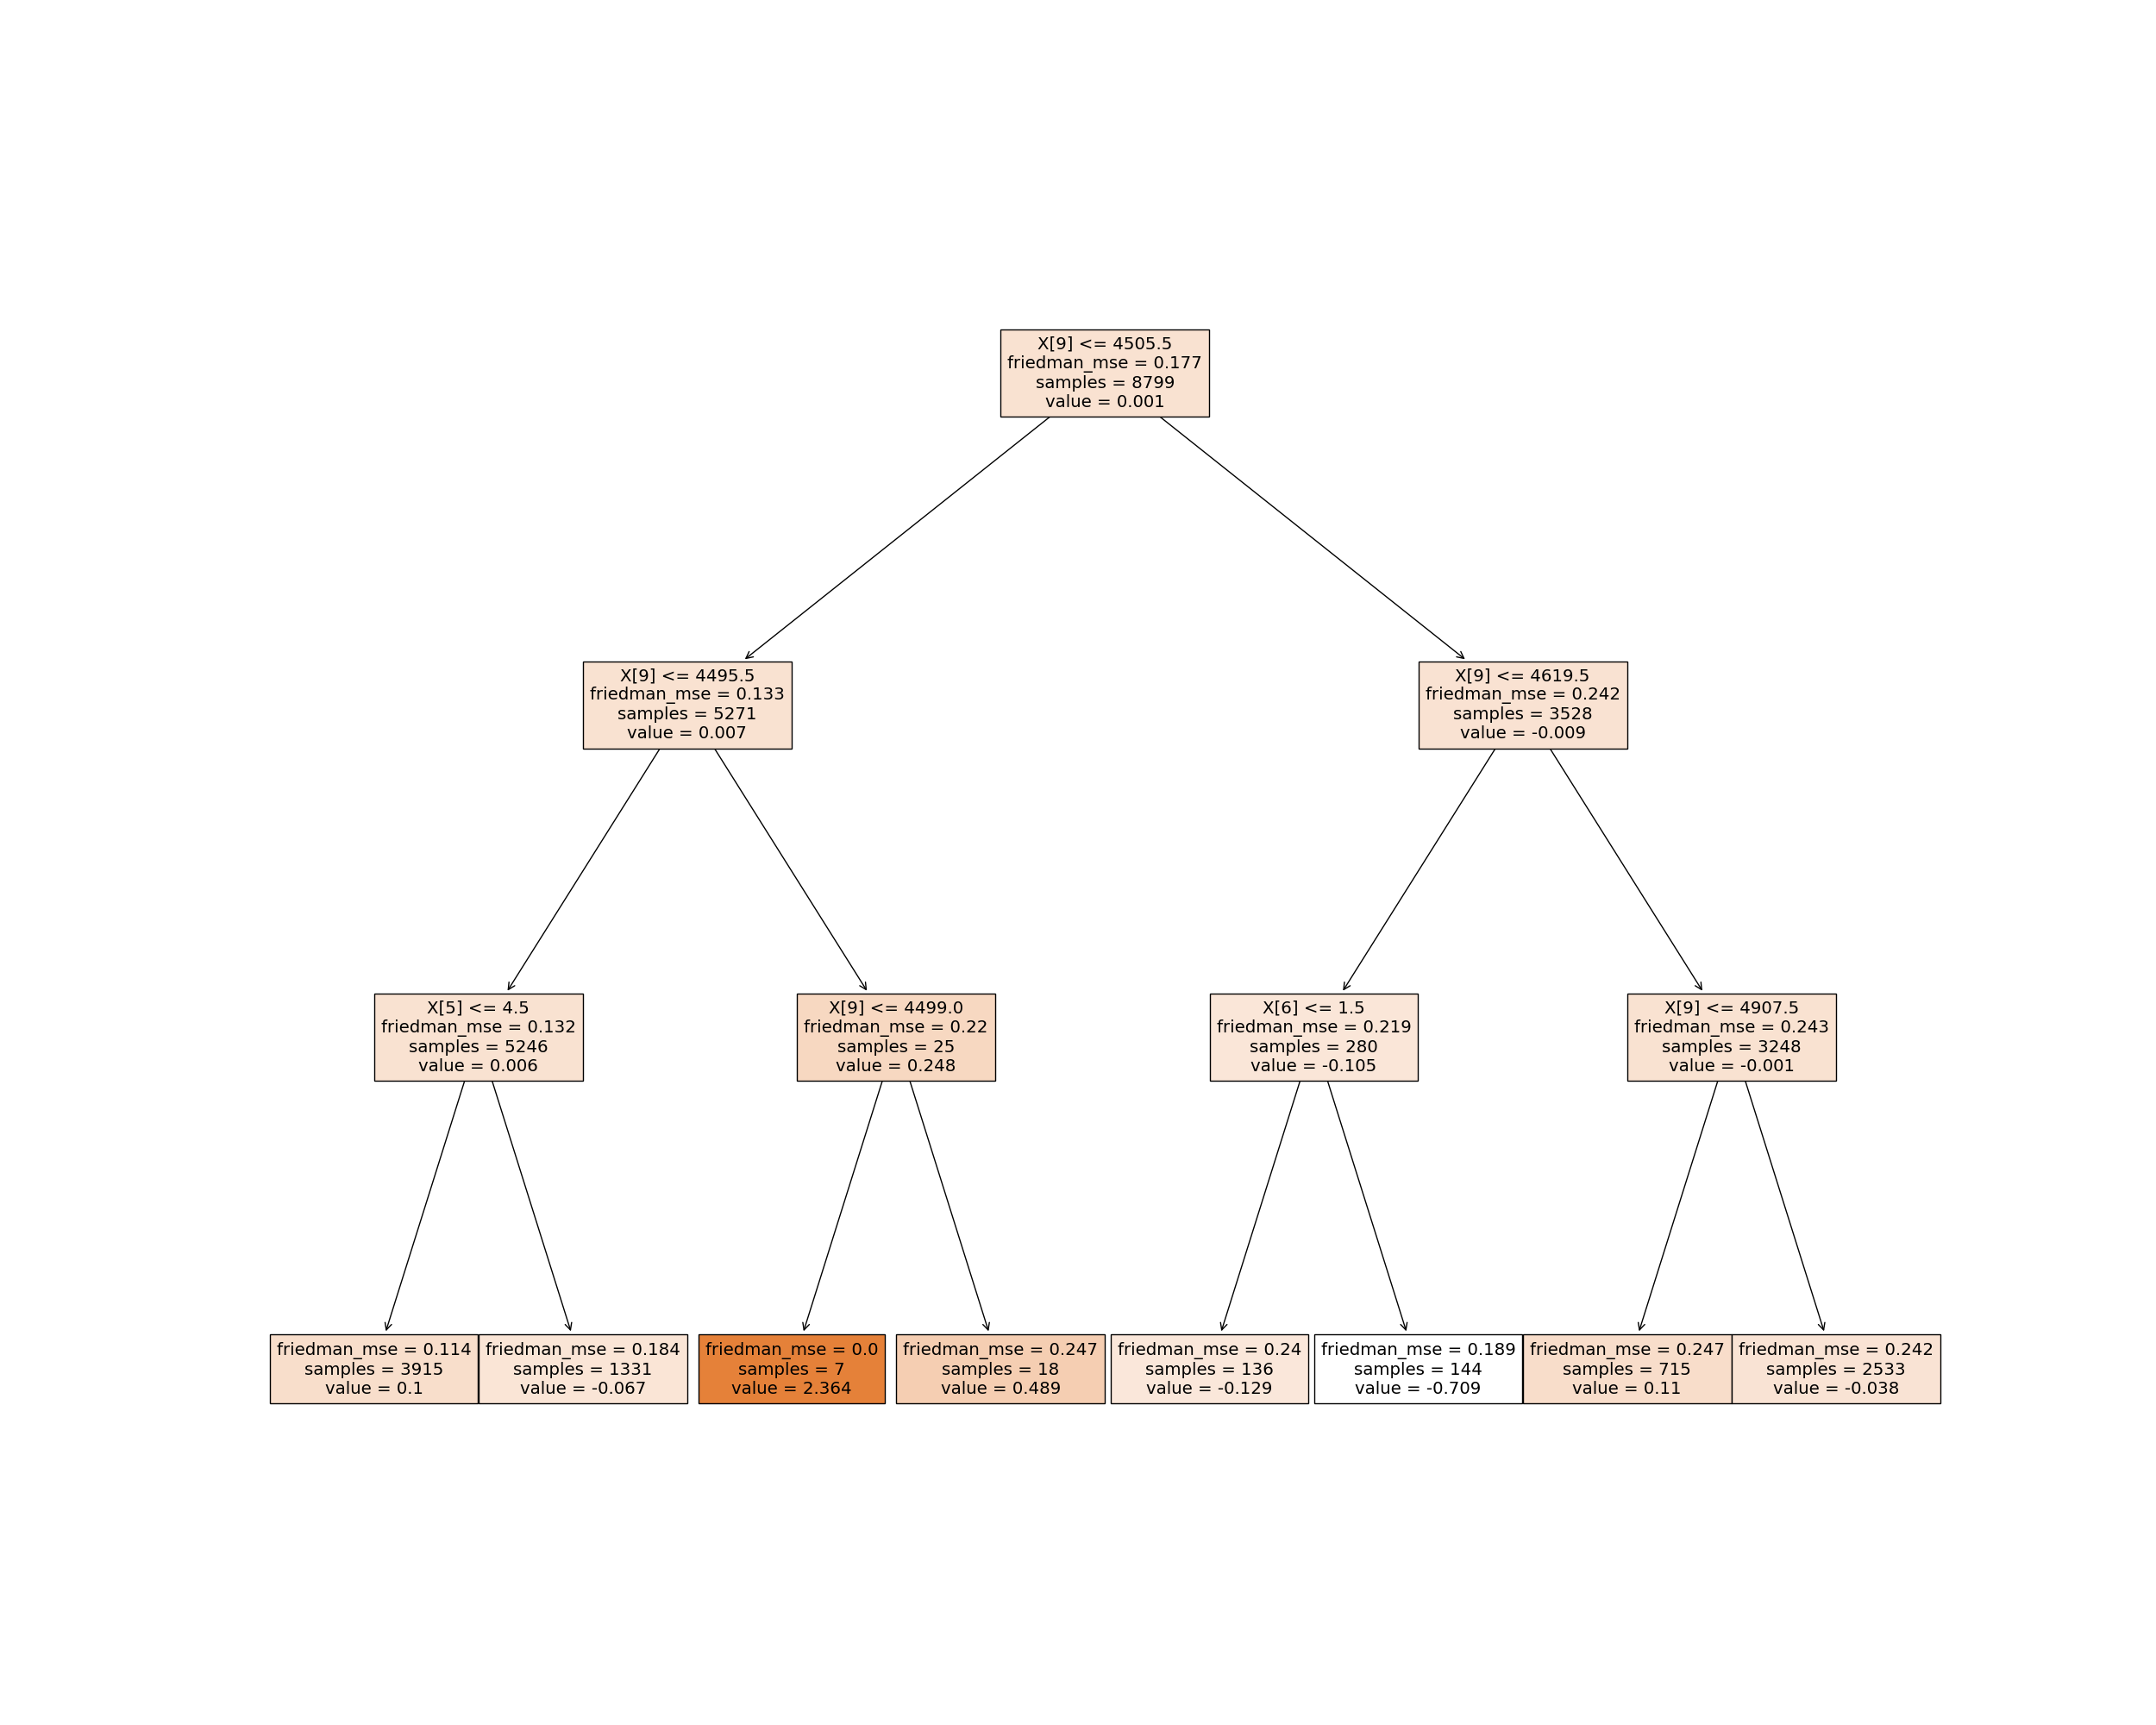 X[9] <= 4505.5
friedman_mse = 0.177
samples = 8799
value = 0.001
X[9] <= 4495.5
friedman_mse = 0.133
samples = 5271
value = 0.007
X[9] <= 4619.5
friedman_mse = 0.242
samples = 3528
value = -0.009
X[5] <= 4.5
friedman_mse = 0.132
samples = 5246
value = 0.006
X[9] <= 4499.0
friedman_mse = 0.22
samples = 25
value = 0.248
X[6] <= 1.5
friedman_mse = 0.219
samples = 280
value = -0.105
X[9] <= 4907.5
friedman_mse = 0.243
samples = 3248
value = -0.001
friedman_mse = 0.114
samples = 3915
value = 0.1
friedman_mse = 0.184
samples = 1331
value = -0.067
friedman_mse = 0.0
samples = 7
value = 2.364
friedman_mse = 0.247
samples = 18
value = 0.489
friedman_mse = 0.24
samples = 136
value = -0.129
friedman_mse = 0.189
samples = 144
value = -0.709
friedman_mse = 0.247
samples = 715
value = 0.11
friedman_mse = 0.242
samples = 2533
value = -0.038